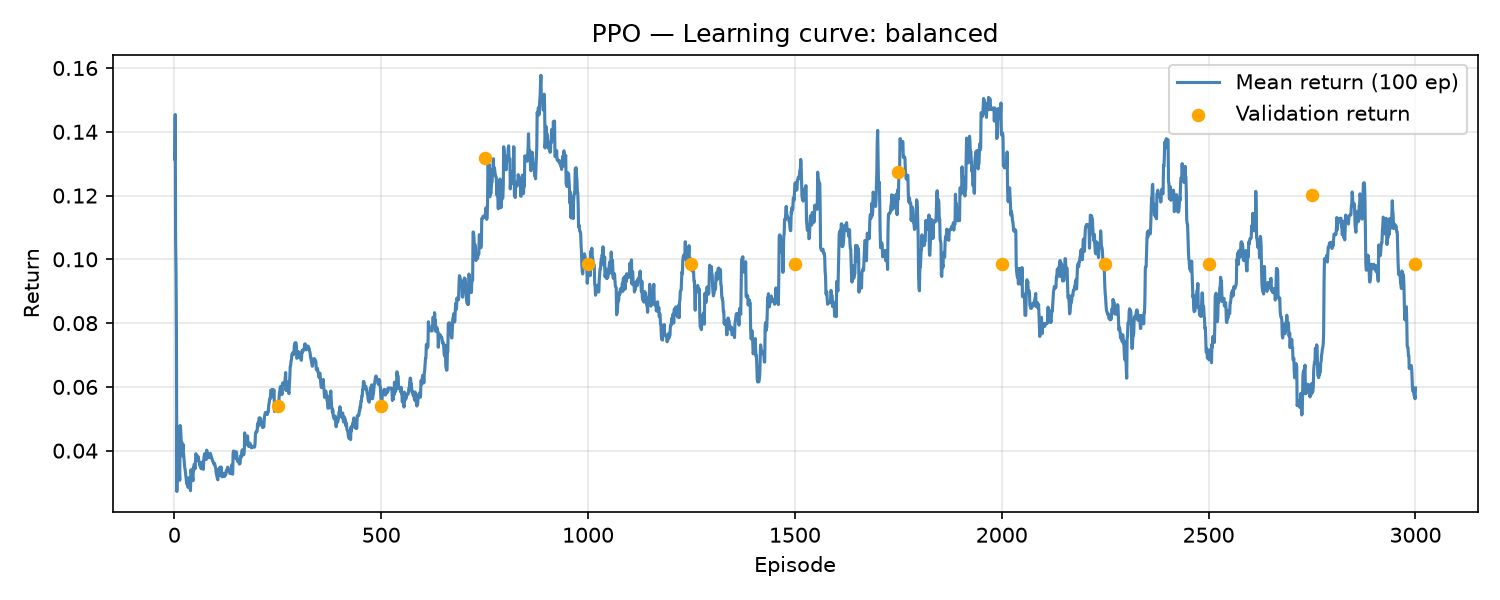 PPO — Learning curve: balanced
Mean return (100 ep)
Validation return
Return
0.16
0.14
0.12
0.10
0.08
0.06
0.04
0 500 1000 1500 2000 2500 3000
Episode